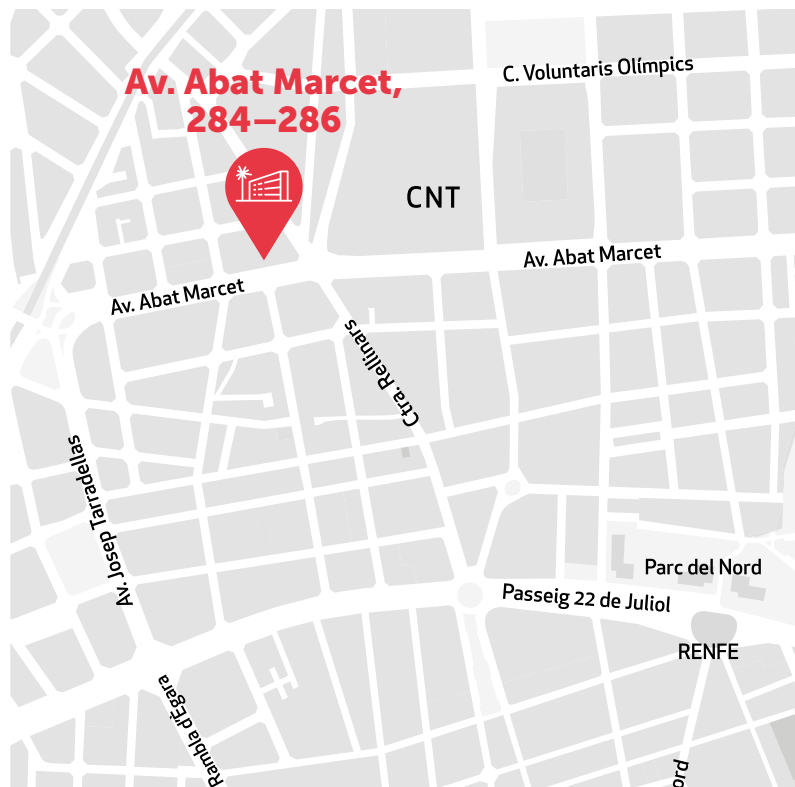 C. Voluntaris Olímpics
Av. Abat Marcet,
284–286
CNT
Av. Abat Marcet
Av. Abat Marcet
Ctra. Rellinars
Av. Josep Tarradellas
Parc del Nord
Passeig 22 de Juliol
RENFE
Rambla d'Ègara